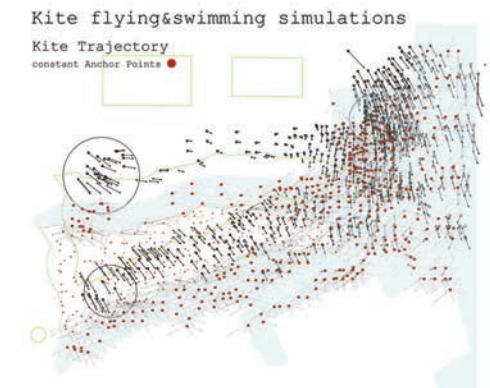 Kite flying&swimming simulations
Kite Trajectory
constant Anchor Points